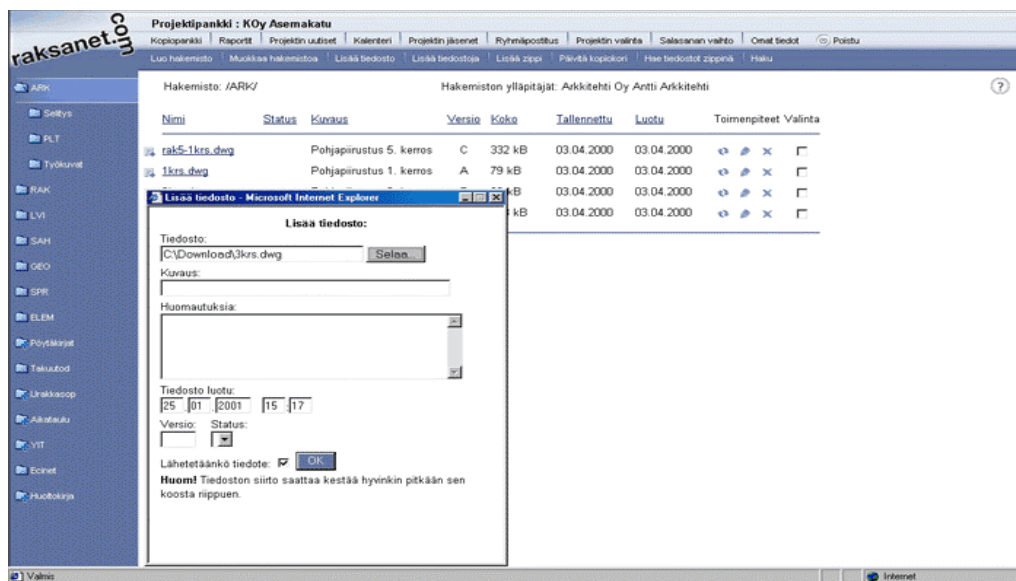 raksanet.com
Projektipankki : KOy Asemakatu
Kopiopankki Raportit Projektin uutiset Kalenteri Projektin jäsenet Ryhmäpostitus Projektin valinta Salasanan vaihto Omat tiedot Poistu
Luo hakemisto Muokkaa hakemistoa Lisää tiedosto Lisää tiedostoja Lisää zippi Päivitä kopiokori Hae tiedostot zippinä Haku
ARK
Selitys
PLT
Työkuvat
RAK
LVI
SAH
GEO
SPR
ELEM
Pöytäkirjat
Takuutod
Urakkasop
Aikataulu
VIT
Ecinet
Huoltokirja
Hakemisto: /ARK/ Hakemiston ylläpitäjät: Arkkitehti Oy Antti Arkkitehti ?
Nimi Status Kuvaus Versio Koko Tallennettu Luotu Toimenpiteet Valinta
rak5-1krs.dwg Pohjapiirustus 5. kerros C 332 kB 03.04.2000 03.04.2000
1krs.dwg Pohjapiirustus 1. kerros A 79 kB 03.04.2000 03.04.2000
kB 03.04.2000 03.04.2000
kB 03.04.2000 03.04.2000
Lisää tiedosto - Microsoft Internet Explorer
Lisää tiedosto:
Tiedosto:
C:\Download\3krs.dwg Selaa...
Kuvaus:
Huomautuksia:
Tiedosto luotu:
25 .01 .2001 15 :17
Versio: Status:
Lähetetäänkö tiedote: OK
Huom! Tiedoston siirto saattaa kestää hyvinkin pitkään sen
koosta riippuen.
Valmis Internet